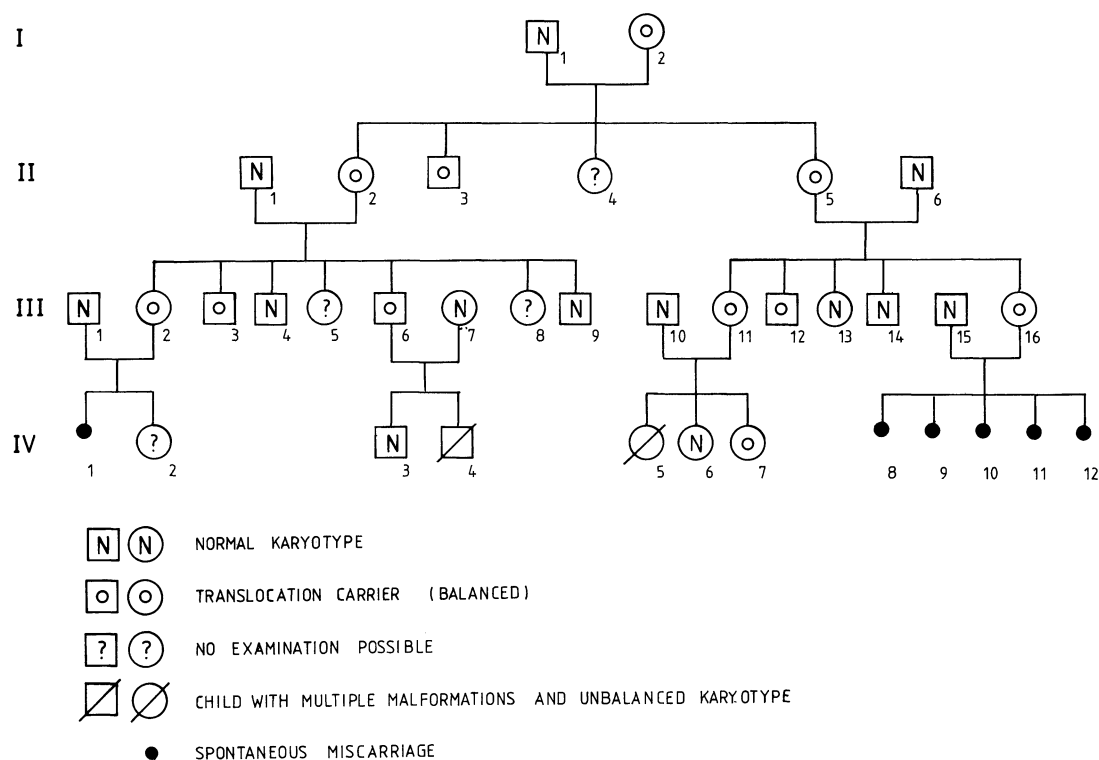 I
N
1
2
II
N
1
2
3
?
4
5
N
6
III
N
1
2
3
N
4
?
5
6
N
7
?
8
N
9
N
10
11
12
N
13
N
14
N
15
16
IV
1
?
2
N
3
4
5
N
6
7
8
9
10
11
12
N N NORMAL KARYOTYPE
TRANSLOCATION CARRIER (BALANCED)
? ? NO EXAMINATION POSSIBLE
CHILD WITH MULTIPLE MALFORMATIONS AND UNBALANCED KARYOTYPE
SPONTANEOUS MISCARRIAGE